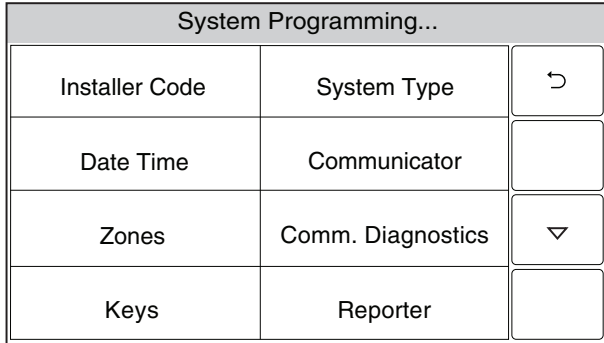 System Programming...
Installer Code
System Type
Date Time
Communicator
Zones
Comm. Diagnostics
Keys
Reporter